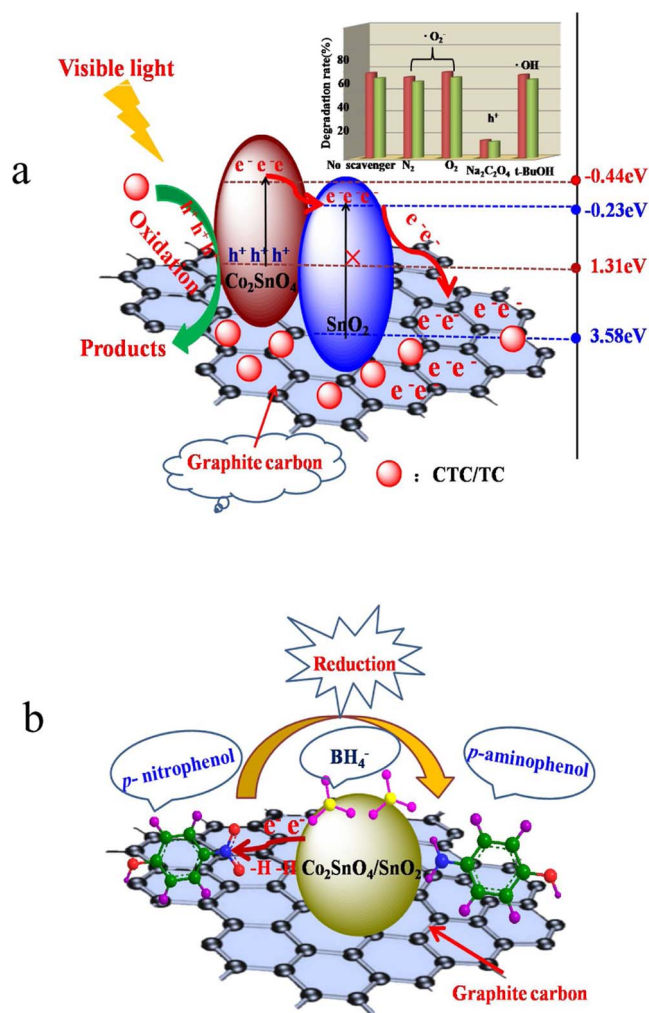 a
Visible light
Degradation rate(%)
80
60
40
20
· O₂⁻
· OH
h⁺
No scavenger N₂ O₂ Na₂C₂O₄ t-BuOH
-0.44eV
-0.23eV
1.31eV
3.58eV
e⁻ e⁻e⁻e
e⁻e⁻e
e⁻e⁻
h⁺h⁺h
Oxidation
h⁺ h⁺ h⁺
Co₂SnO₄
SnO₂
e⁻e⁻ e⁻e⁻
e⁻e⁻ e⁻e⁻
e⁻e⁻
Products
Graphite carbon
: CTC/TC
b
Reduction
p- nitrophenol
BH₄⁻
p-aminophenol
e⁻e⁻
-H -H
Co₂SnO₄/SnO₂
Graphite carbon